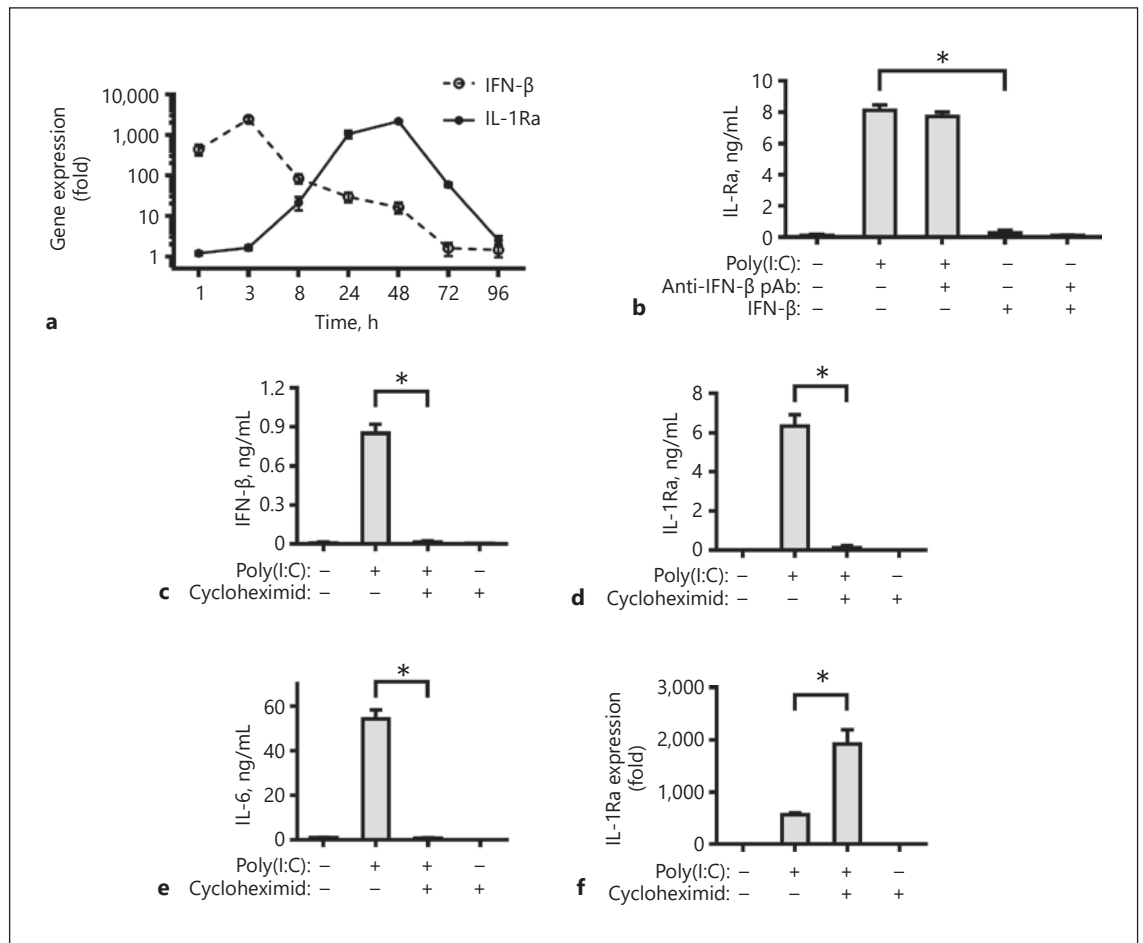 IFN-β
IL-1Ra
10,000
1,000
100
10
1
Gene expression
(fold)
1 3 8 24 48 72 96
Time, h
a
*
10
8
6
4
2
0
IL-Ra, ng/mL
Poly(I:C): – + + – –
Anti-IFN-β pAb: – – + – +
IFN-β: – – – + +
b
*
1.2
0.9
0.6
0.3
0
IFN-β, ng/mL
Poly(I:C): – + + –
Cycloheximid: – – + +
c
*
8
6
4
2
0
IL-1Ra, ng/mL
Poly(I:C): – + + –
Cycloheximid: – – + +
d
*
60
40
20
0
IL-6, ng/mL
Poly(I:C): – + + –
Cycloheximid: – – + +
e
*
3,000
2,000
1,000
0
IL-1Ra expression
(fold)
Poly(I:C): – + + –
Cycloheximid: – – + +
f